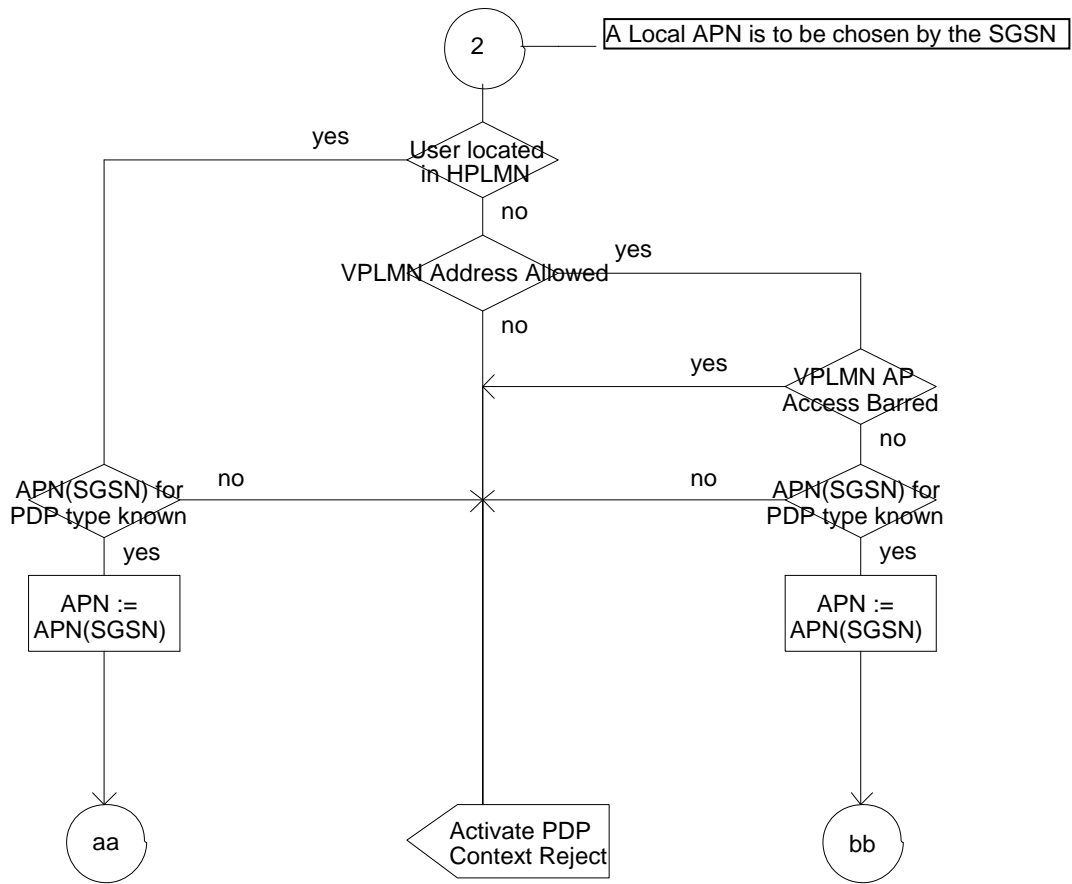 2
A Local APN is to be chosen by the SGSN
yes
User located
in HPLMN
no
yes
VPLMN Address Allowed
no
yes
VPLMN AP
Access Barred
no
APN(SGSN) for
PDP type known
no
no
APN(SGSN) for
PDP type known
yes
yes
APN :=
APN(SGSN)
APN :=
APN(SGSN)
aa
Activate PDP
Context Reject
bb